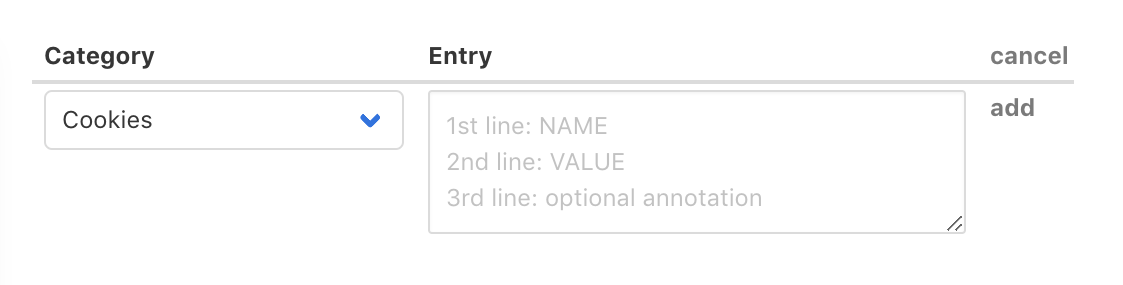 Category Entry cancel
Cookies add
1st line: NAME
2nd line: VALUE
3rd line: optional annotation